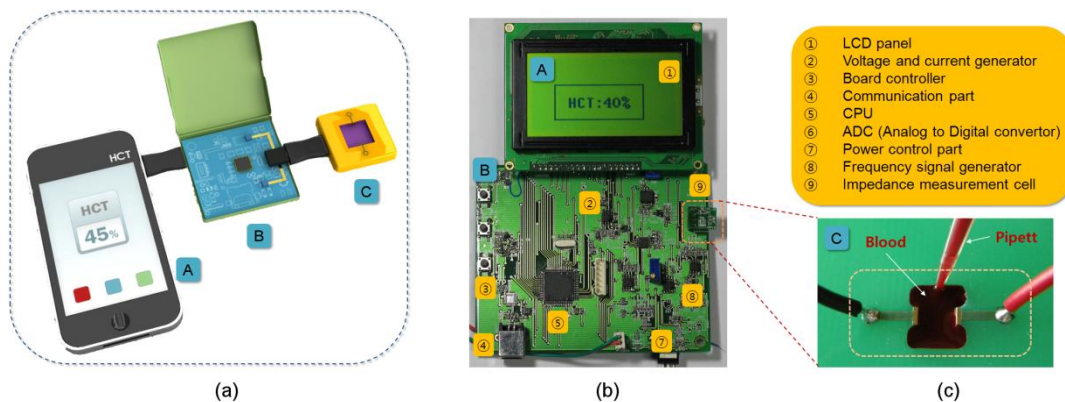 HCT
HCT
45%
A
B
C
(a)
A
①
HCT:40%
B
②
⑨
③
⑤
⑧
④
⑦
(b)
① LCD panel
② Voltage and current generator
③ Board controller
④ Communication part
⑤ CPU
⑥ ADC (Analog to Digital convertor)
⑦ Power control part
⑧ Frequency signal generator
⑨ Impedance measurement cell
C
Blood
Pipett
(c)